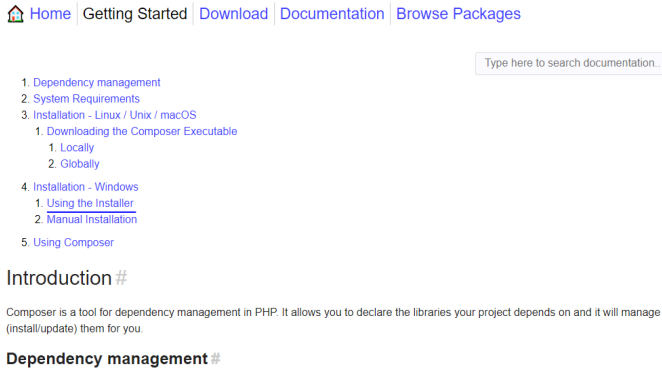 Home Getting Started Download Documentation Browse Packages
Type here to search documentation...
1. Dependency management
2. System Requirements
3. Installation - Linux / Unix / macOS
1. Downloading the Composer Executable
1. Locally
2. Globally
4. Installation - Windows
1. Using the Installer
2. Manual Installation
5. Using Composer
Introduction #
Composer is a tool for dependency management in PHP. It allows you to declare the libraries your project depends on and it will manage
(install/update) them for you.
Dependency management #